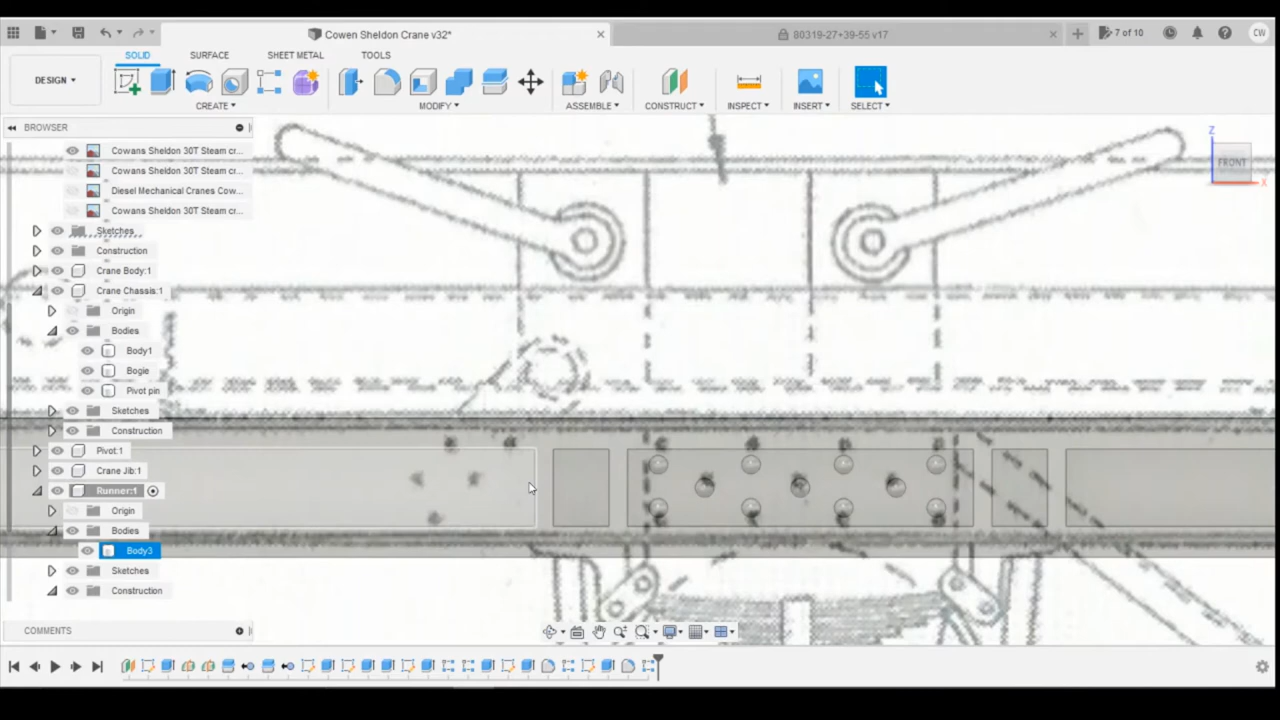 Cowen Sheldon Crane v32*
80319-27+39-55 v17
7 of 10
CW
SOLID
SURFACE
SHEET METAL
TOOLS
DESIGN
CREATE
MODIFY
ASSEMBLE
CONSTRUCT
INSPECT
INSERT
SELECT
BROWSER
Cowans Sheldon 30T Steam cr...
Cowans Sheldon 30T Steam cr...
Diesel Mechanical Cranes Cow...
Cowans Sheldon 30T Steam cr...
Sketches
Construction
Crane Body:1
Crane Chassis:1
Origin
Bodies
Body1
Bogie
Pivot pin
Sketches
Construction
Pivot:1
Crane Jib:1
Runner:1
Origin
Bodies
Body3
Sketches
Construction
COMMENTS
Z
FRONT
X